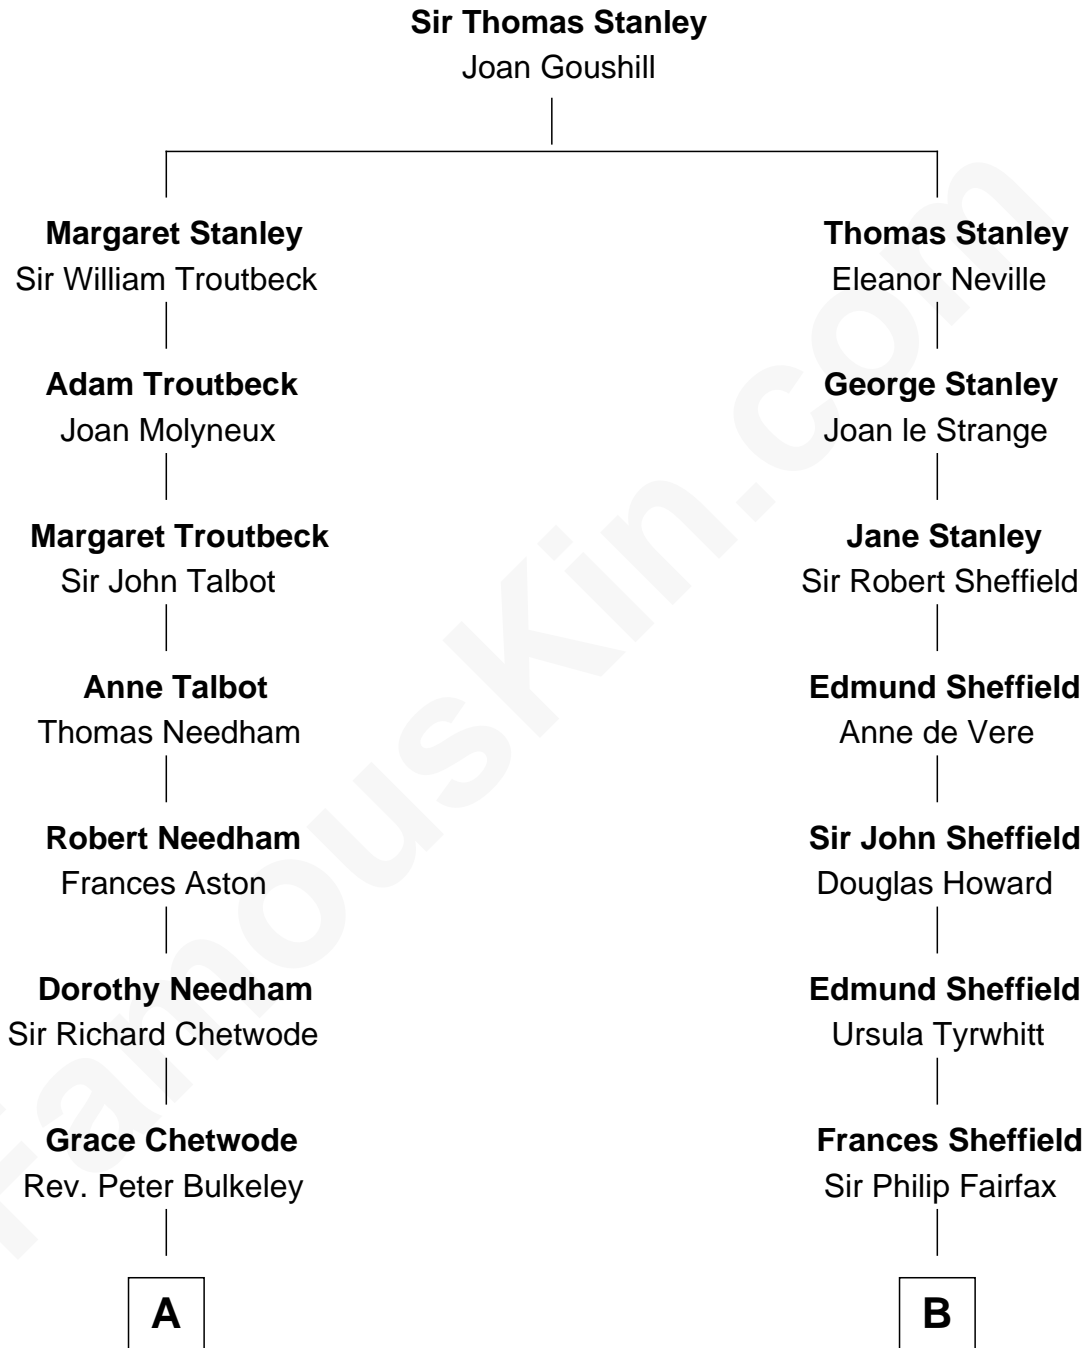 Sir Thomas Stanley
Joan Goushill
Margaret Stanley
Sir William Troutbeck
Thomas Stanley
Eleanor Neville
Adam Troutbeck
Joan Molyneux
George Stanley
Joan le Strange
Margaret Troutbeck
Sir John Talbot
Jane Stanley
Sir Robert Sheffield
Anne Talbot
Thomas Needham
Edmund Sheffield
Anne de Vere
Robert Needham
Frances Aston
Sir John Sheffield
Douglas Howard
Dorothy Needham
Sir Richard Chetwode
Edmund Sheffield
Ursula Tyrwhitt
Grace Chetwode
Rev. Peter Bulkeley
Frances Sheffield
Sir Philip Fairfax
A
B
FamousKin.com